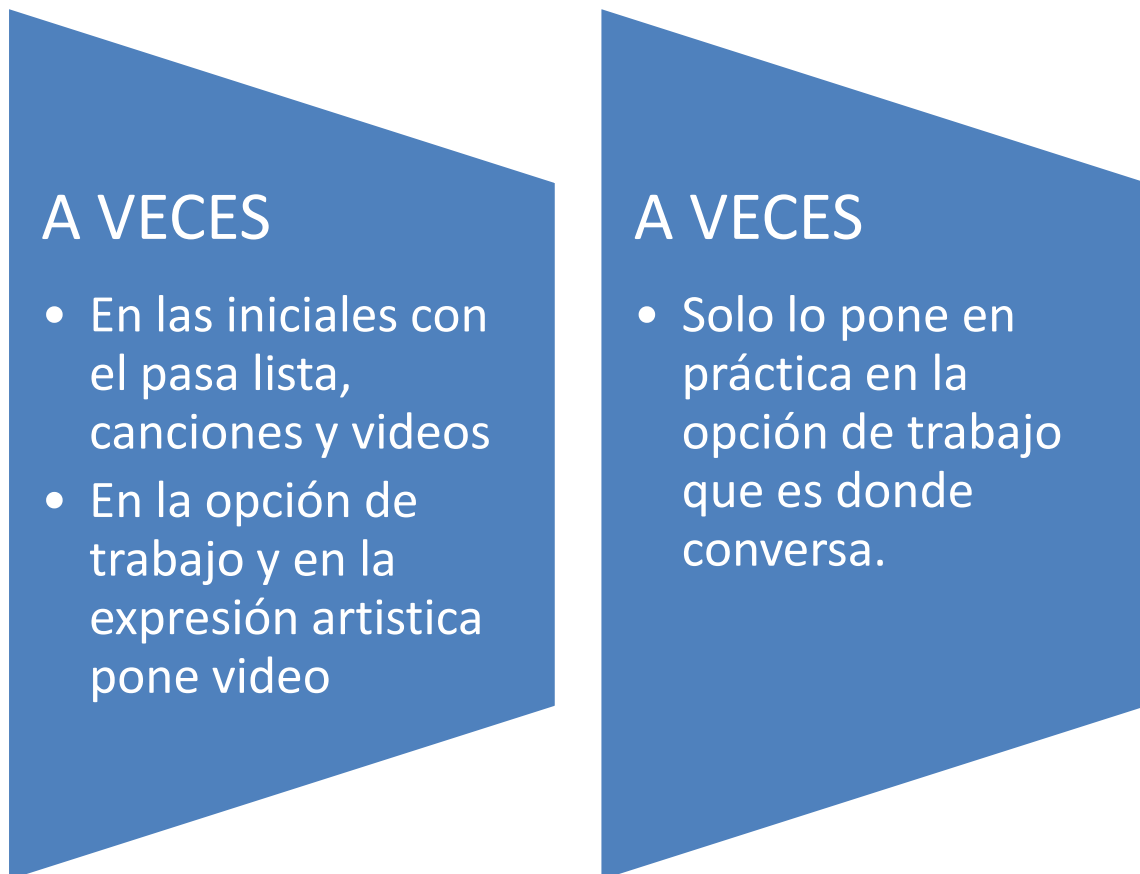 A VECES
• En las iniciales con
el pasa lista,
canciones y videos
• En la opción de
trabajo y en la
expresión artistica
pone video
A VECES
• Solo lo pone en
práctica en la
opción de trabajo
que es donde
conversa.